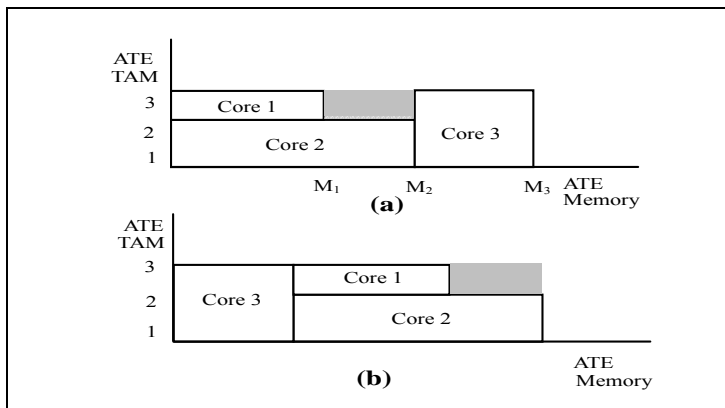 ATE
TAM
3
Core 1
2
Core 2
Core 3
1
M₁
M₂
M₃
ATE
Memory
(a)
ATE
TAM
3
Core 1
2
Core 3
Core 2
1
ATE
Memory
(b)